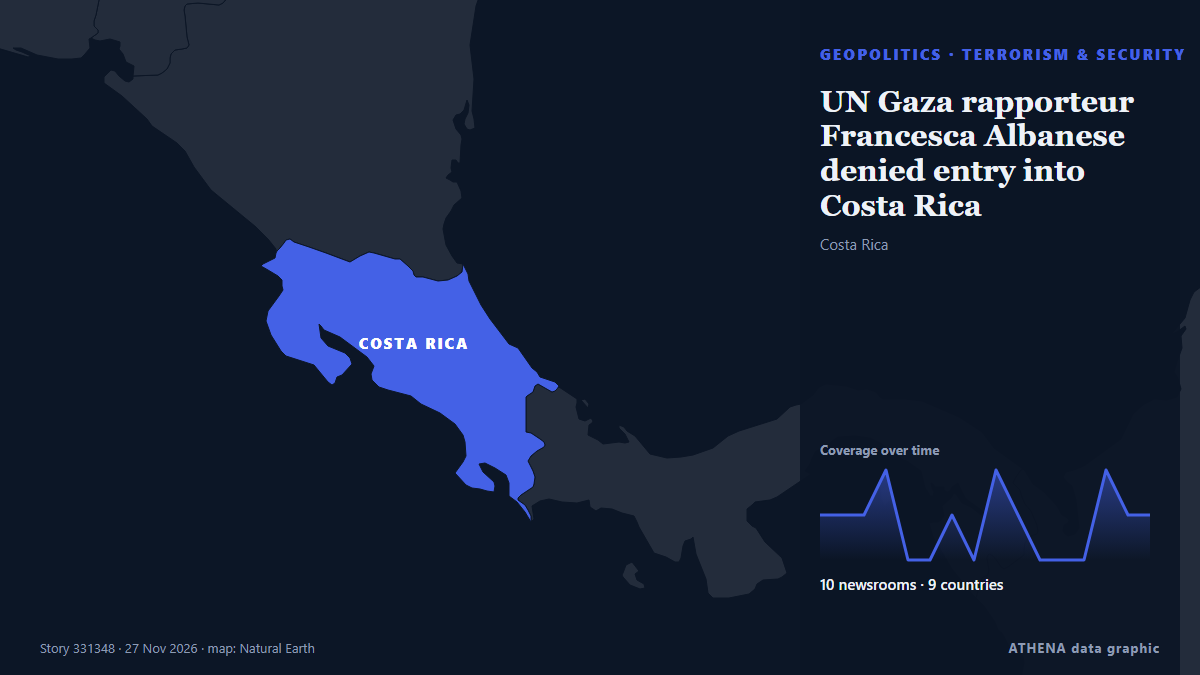 GEOPOLITICS · TERRORISM & SECURITY
UN Gaza rapporteur
Francesca Albanese
denied entry into
Costa Rica
Costa Rica
COSTA RICA
Coverage over time
10 newsrooms · 9 countries
Story 331348 · 27 Nov 2026 · map: Natural Earth
ATHENA data graphic